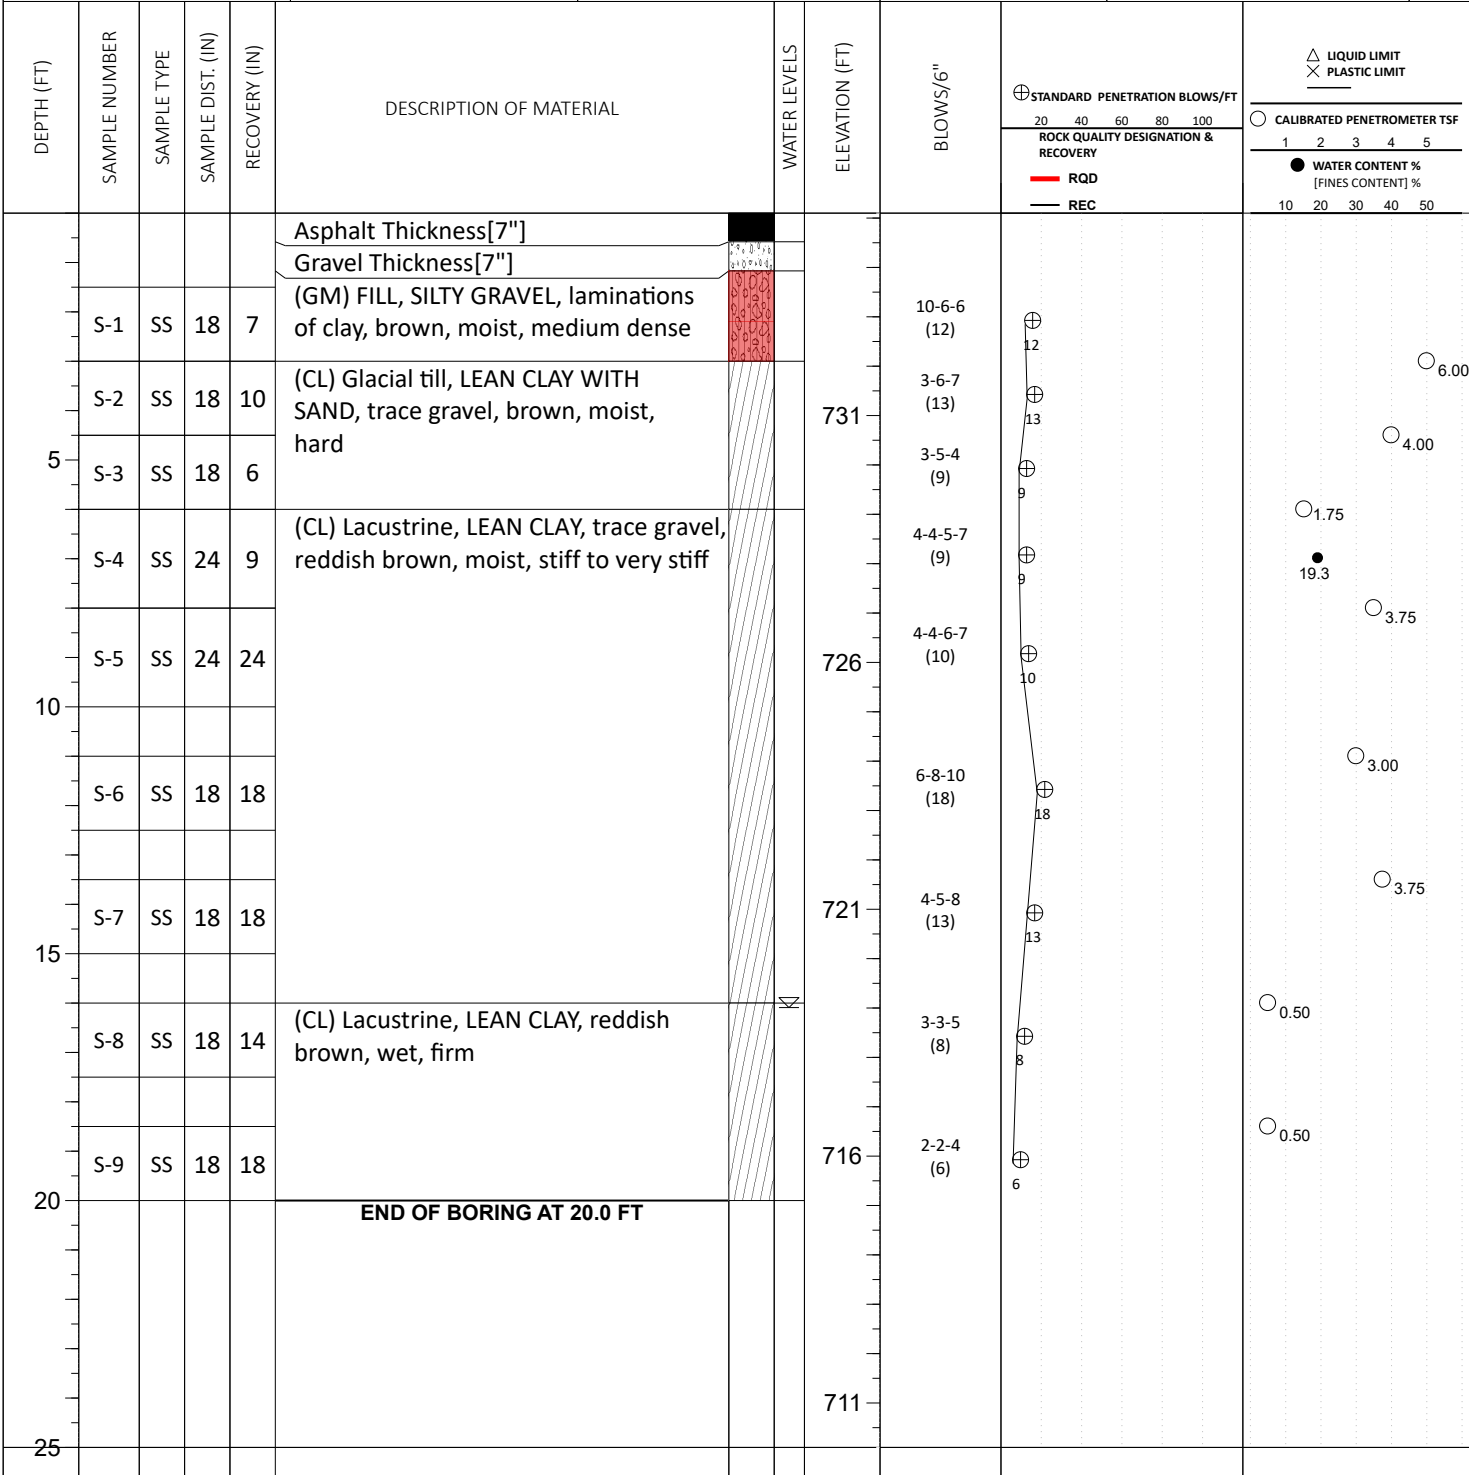 DEPTH (FT)
SAMPLE NUMBER
SAMPLE TYPE
SAMPLE DIST. (IN)
RECOVERY (IN)
DESCRIPTION OF MATERIAL
WATER LEVELS
ELEVATION (FT)
BLOWS/6"
STANDARD PENETRATION BLOWS/FT
20 40 60 80 100
ROCK QUALITY DESIGNATION &
RECOVERY
RQD
REC
LIQUID LIMIT
PLASTIC LIMIT
CALIBRATED PENETROMETER TSF
1 2 3 4 5
WATER CONTENT %
[FINES CONTENT] %
10 20 30 40 50
Asphalt Thickness[7"]
Gravel Thickness[7"]
(GM) FILL, SILTY GRAVEL, laminations
of clay, brown, moist, medium dense
S-1 SS 18 7
10-6-6
(12)
12
6.00
(CL) Glacial till, LEAN CLAY WITH
SAND, trace gravel, brown, moist,
hard
S-2 SS 18 10
731
3-6-7
(13)
13
4.00
5
S-3 SS 18 6
3-5-4
(9)
9
1.75
(CL) Lacustrine, LEAN CLAY, trace gravel,
reddish brown, moist, stiff to very stiff
S-4 SS 24 9
4-4-5-7
(9)
9
19.3
3.75
S-5 SS 24 24
726
4-4-6-7
(10)
10
10
3.00
S-6 SS 18 18
6-8-10
(18)
18
3.75
S-7 SS 18 18
721
4-5-8
(13)
13
15
0.50
(CL) Lacustrine, LEAN CLAY, reddish
brown, wet, firm
S-8 SS 18 14
3-3-5
(8)
8
0.50
S-9 SS 18 18
716
2-2-4
(6)
6
20
END OF BORING AT 20.0 FT
711
25